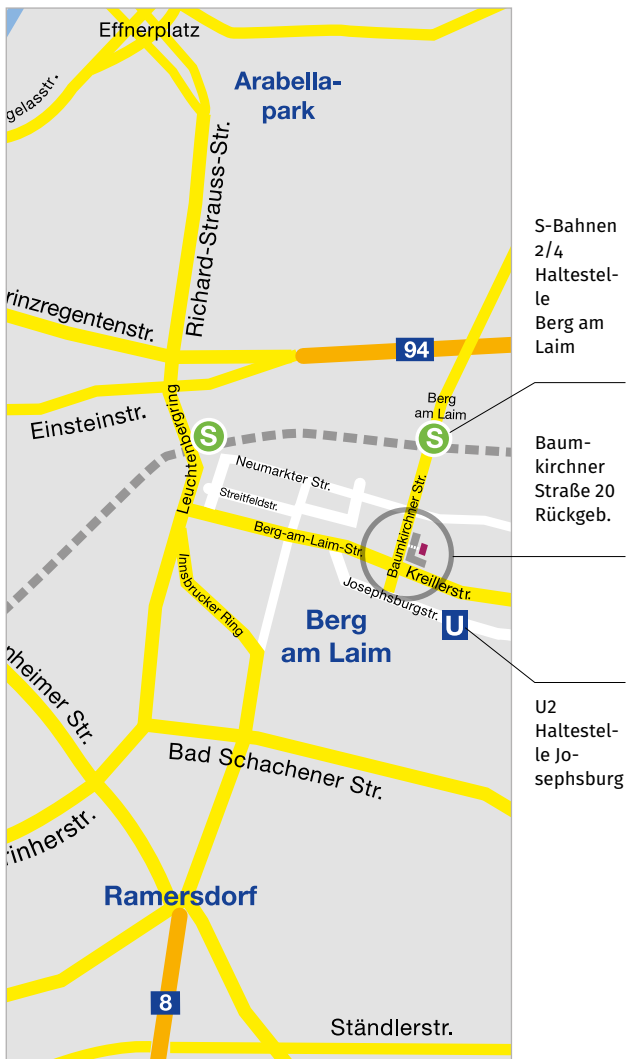 Effnerplatz
gelasstr.
Arabella-
park
Richard-Strauss-Str.
rinzregentenstr.
94
Einsteinstr.
Leuchtenbergring
S
Berg
am Laim
S
Neumarkter Str.
Streitfeldstr.
Berg-am-Laim-Str.
Baumkirchner Str.
Kreillerstr.
Josephsburgstr.
U
Innsbrucker Ring
Berg
am Laim
nheimer Str.
Bad Schachener Str.
rinherstr.
Ramersdorf
8
Ständlerstr.
S-Bahnen
2/4
Haltestel-
le
Berg am
Laim
Baum-
kirchner
Straße 20
Rückgeb.
U2
Haltestel-
le Jo-
sephsburg